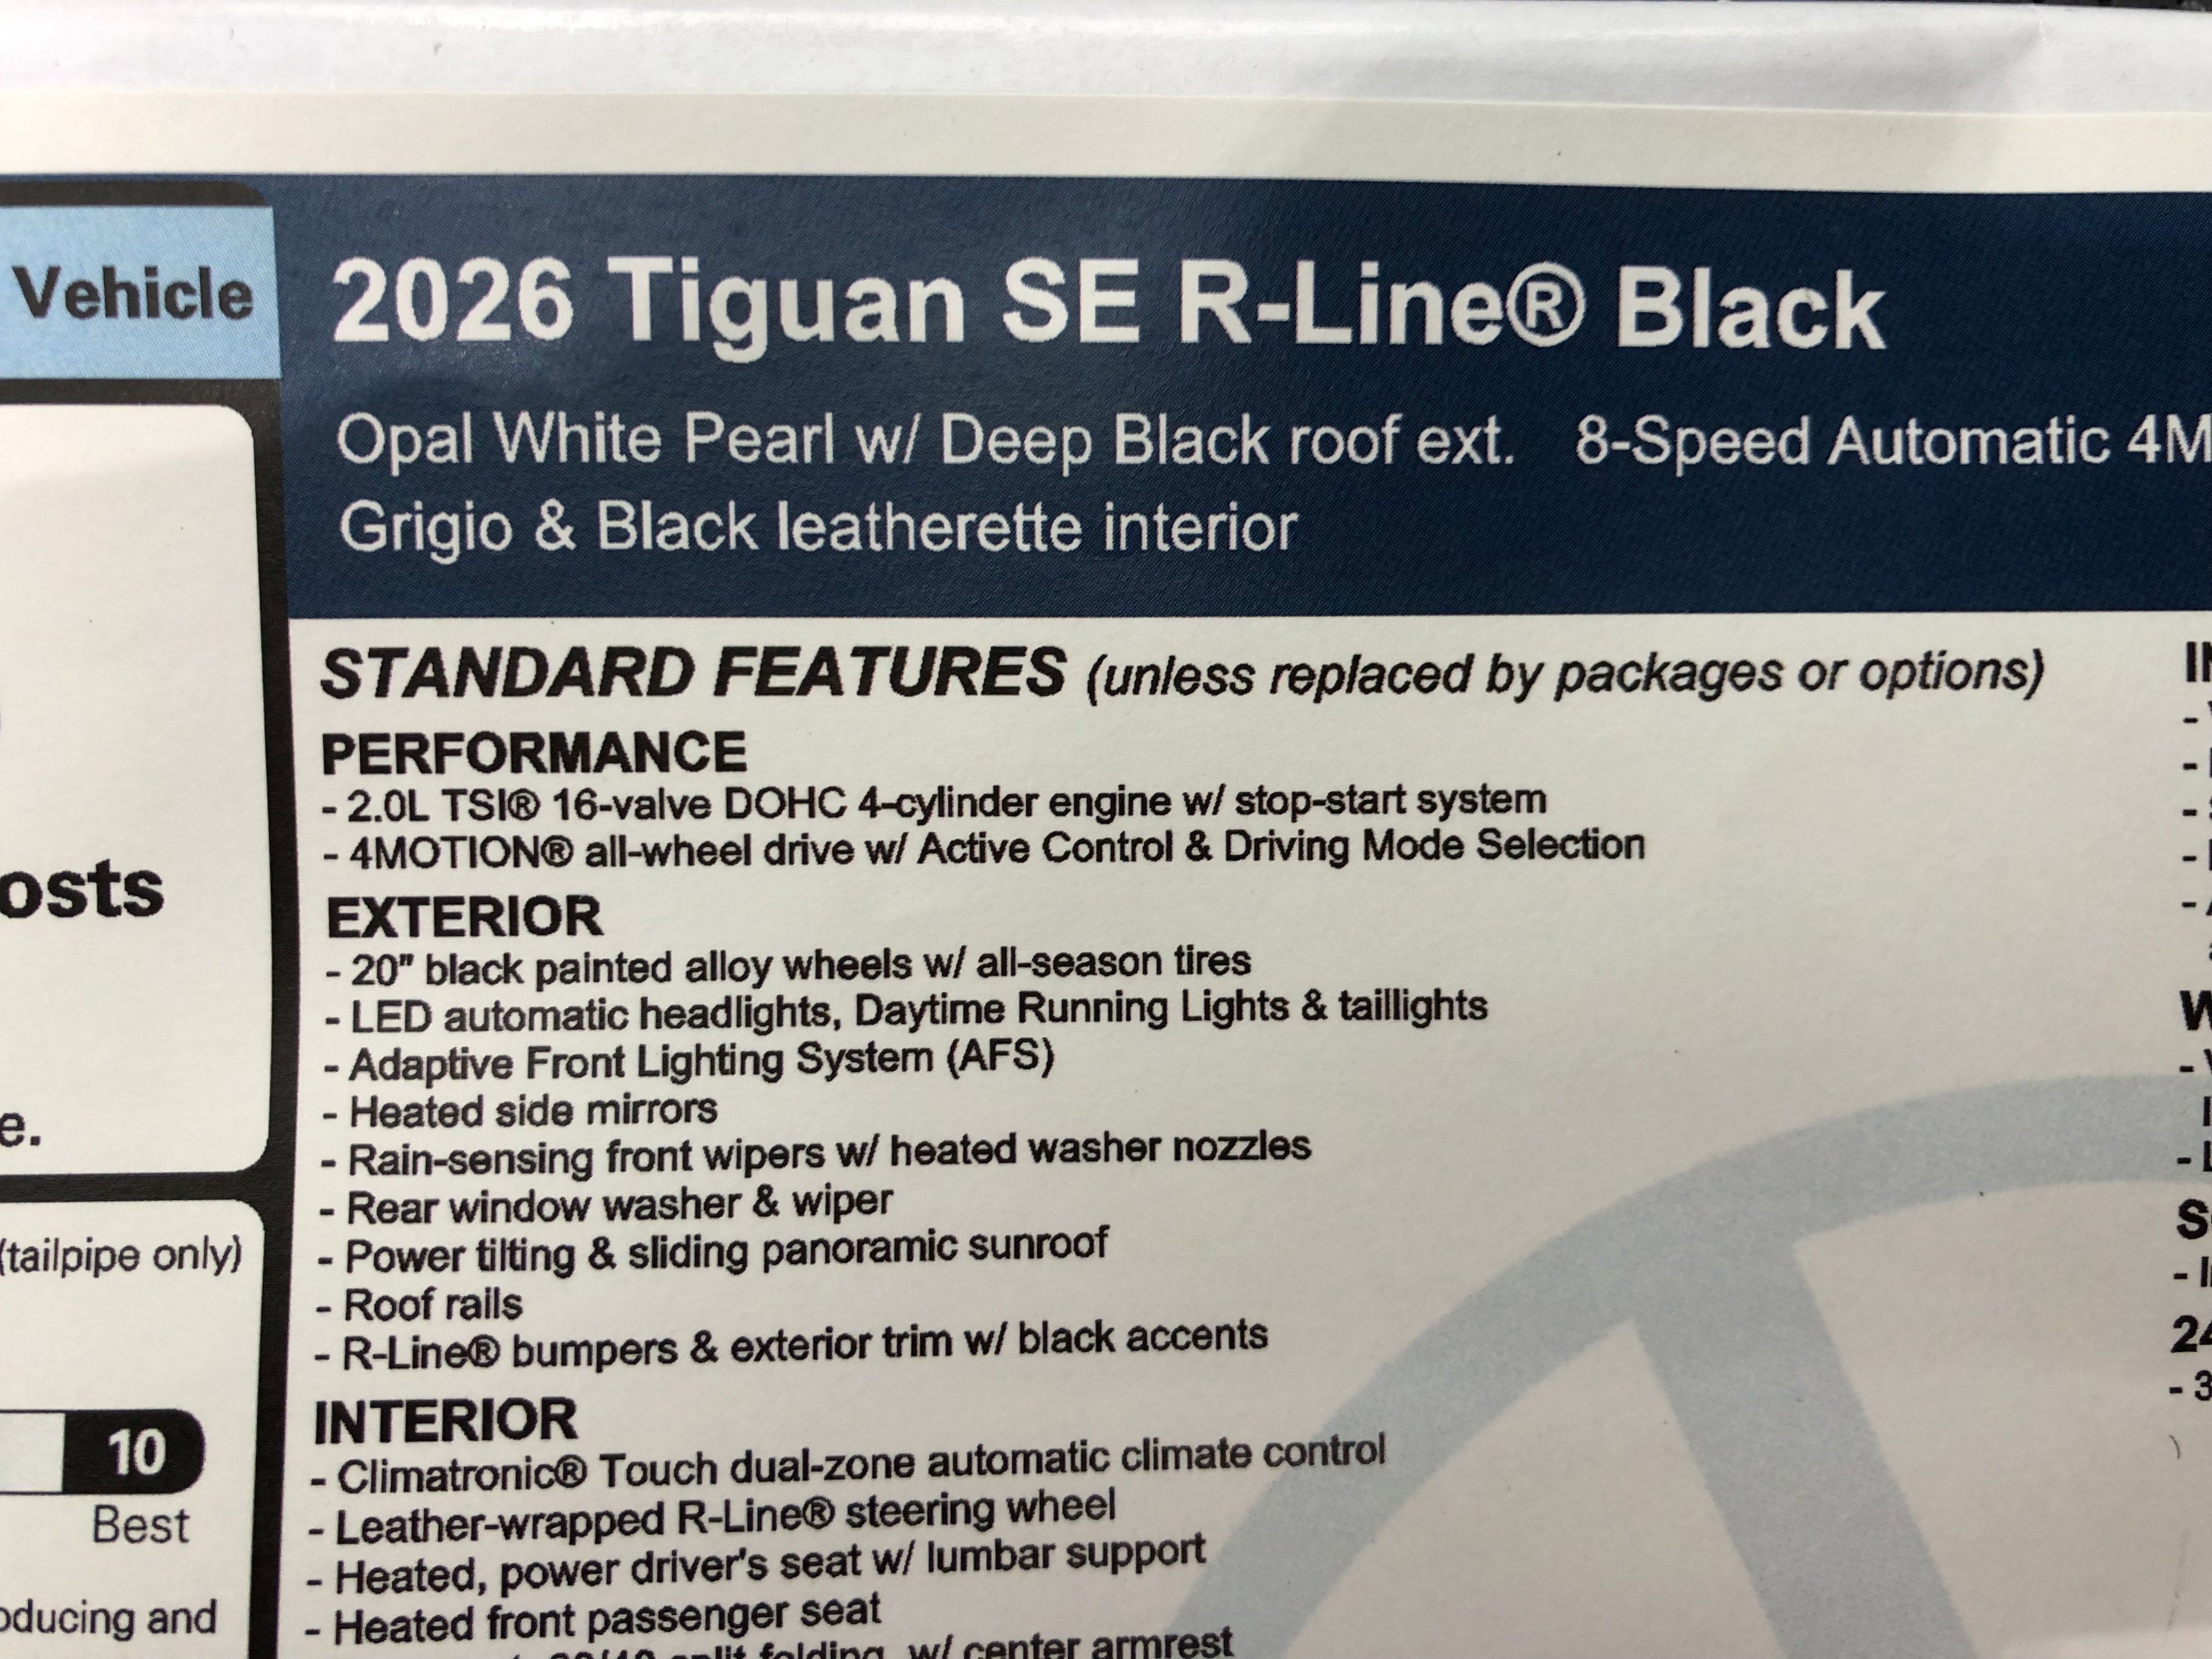 Vehicle
2026 Tiguan SE R-Line® Black
Opal White Pearl w/ Deep Black roof ext. 8-Speed Automatic 4M
Grigio & Black leatherette interior
STANDARD FEATURES (unless replaced by packages or options)
PERFORMANCE
- 2.0L TSI® 16-valve DOHC 4-cylinder engine w/ stop-start system
- 4MOTION® all-wheel drive w/ Active Control & Driving Mode Selection
EXTERIOR
- 20" black painted alloy wheels w/ all-season tires
- LED automatic headlights, Daytime Running Lights & taillights
- Adaptive Front Lighting System (AFS)
- Heated side mirrors
- Rain-sensing front wipers w/ heated washer nozzles
- Rear window washer & wiper
- Power tilting & sliding panoramic sunroof
- Roof rails
- R-Line® bumpers & exterior trim w/ black accents
INTERIOR
- Climatronic® Touch dual-zone automatic climate control
- Leather-wrapped R-Line® steering wheel
- Heated, power driver's seat w/ lumbar support
- Heated front passenger seat
split folding, w/ center armrest
osts
e.
(tailpipe only)
10
Best
oducing and
24
- 3